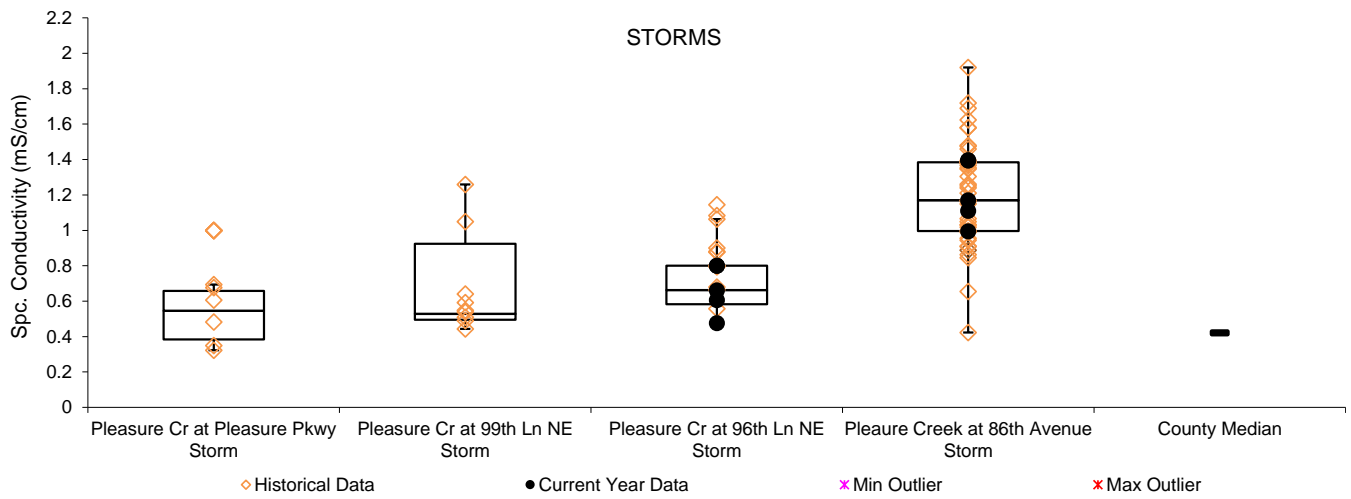 STORMS
Spc. Conductivity (mS/cm)
2.2
2
1.8
1.6
1.4
1.2
1
0.8
0.6
0.4
0.2
0
Pleasure Cr at Pleasure Pkwy
Storm
Pleasure Cr at 99th Ln NE
Storm
Pleasure Cr at 96th Ln NE
Storm
Pleaure Creek at 86th Avenue
Storm
County Median
Historical Data
Current Year Data
Min Outlier
Max Outlier